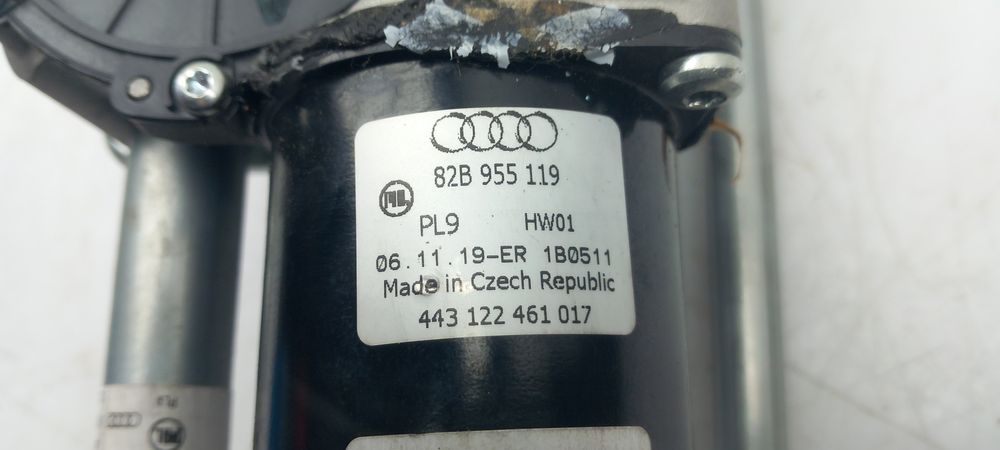 82B 955 119
PL9 HW01
06.11.19-ER 1B0511
Made in Czech Republic
443 122 461 017